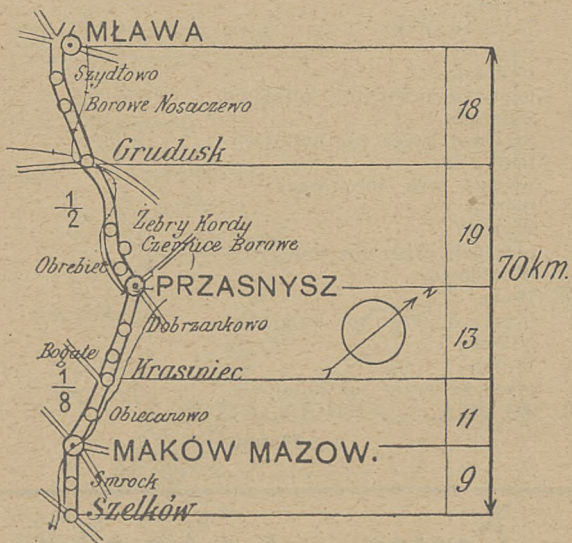 MŁAWA
Szydłowo
Borowe Nosaczewo
18
Grudusk
1/2
Żebry Kordy
Czernice Borowe
19
Obrebiec
PRZASNYSZ
70 km.
N
Dobrzankowo
13
Bogate
Krasiniec
1/8
Obiecanowo
11
MAKÓW MAZOW.
Smrock
9
Szelków